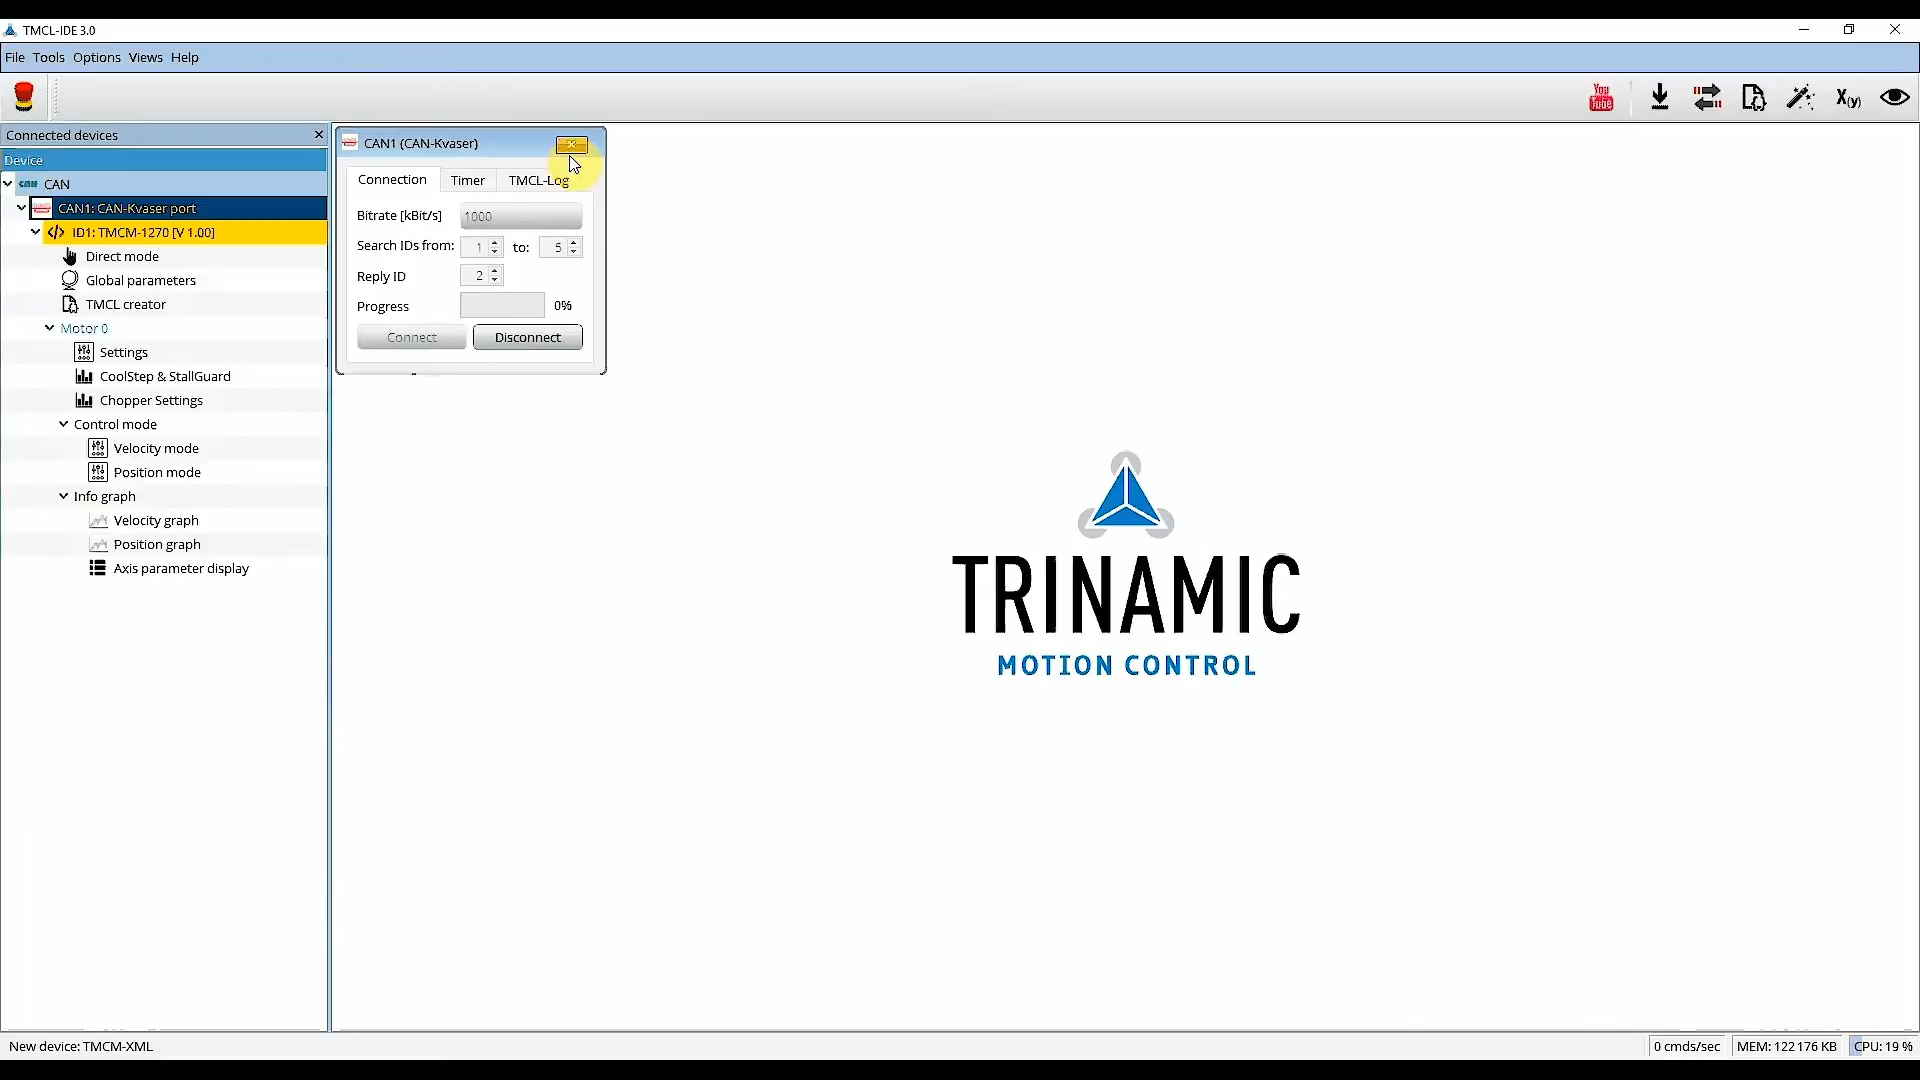 TMCL-IDE 3.0
File Tools Options Views Help
You Tube
X(y)
Connected devices
Device
CAN
CAN1: CAN-Kvaser port
ID1: TMCM-1270 [V 1.00]
Direct mode
Global parameters
TMCL creator
Motor 0
Settings
CoolStep & StallGuard
Chopper Settings
Control mode
Velocity mode
Position mode
Info graph
Velocity graph
Position graph
Axis parameter display
CAN1 (CAN-Kvaser)
Connection Timer TMCL-Log
Bitrate [kBit/s] 1000
Search IDs from: 1 to: 5
Reply ID 2
Progress 0%
Connect Disconnect
TRINAMIC
MOTION CONTROL
New device: TMCM-XML
0 cmds/sec MEM: 122 176 KB CPU: 19 %